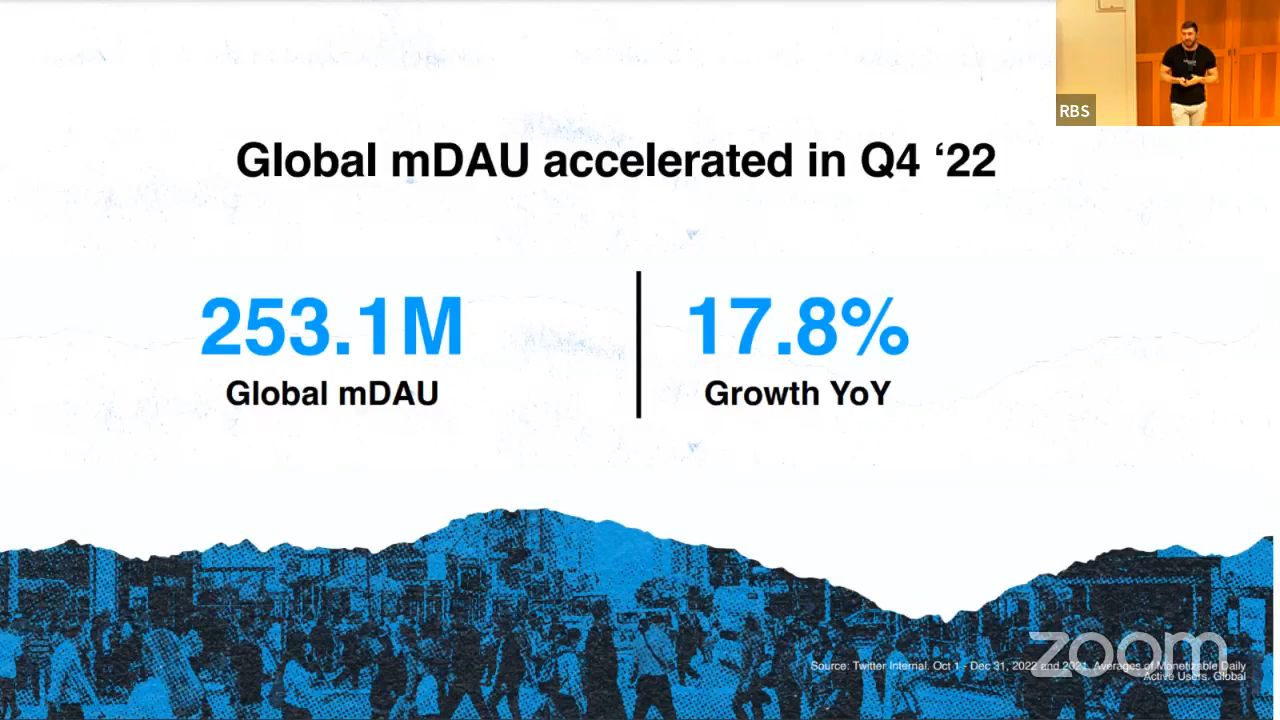 RBS
Global mDAU accelerated in Q4 ‘22
253.1M
Global mDAU
17.8%
Growth YoY
zoom
Source: Twitter Internal. Oct 1 - Dec 31, 2022 and 2021. Averages of Monetizable Daily
Active Users. Global